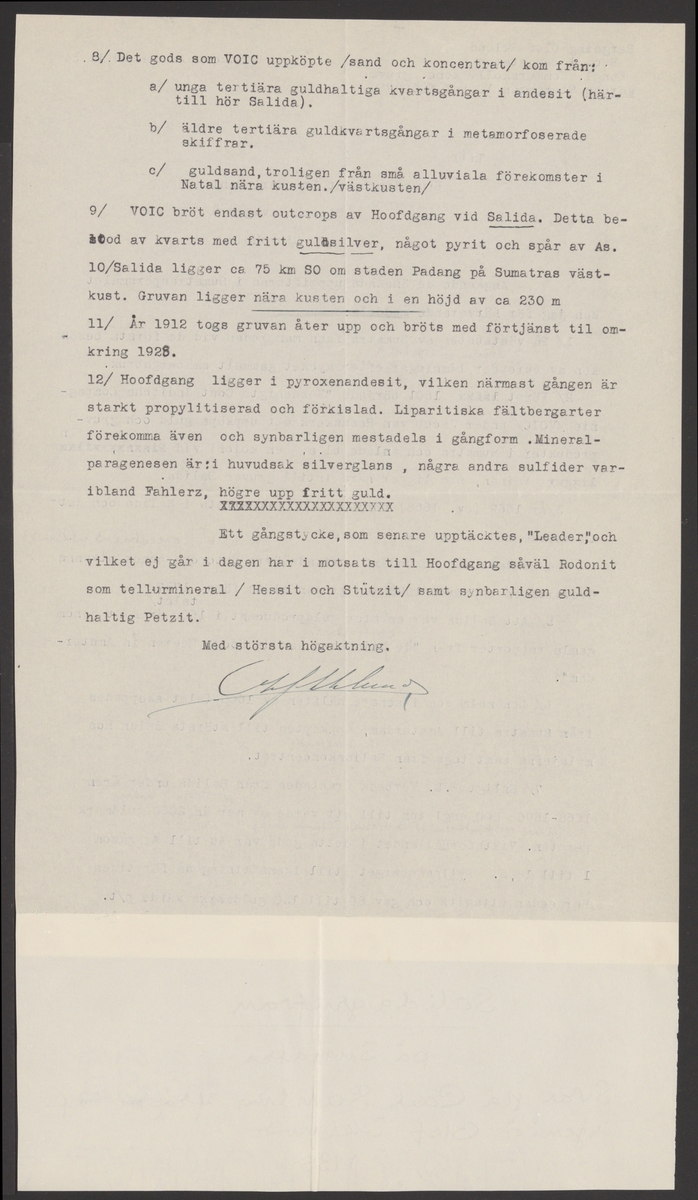 8/. Det gods som VOIC uppköpte /sand och koncentrat/ kom från:
a/ unga tertiära guldhaltiga kvartsgångar i andesit (här-
till hör Salida).
b/ äldre tertiära guldkvartsgångar i metamorfoserade
skiffrar.
c/ guldsand, troligen från små alluviala förekomster i
Natal nära kusten./västkusten/
9/ VOIC bröt endast outcrops av Hoofdgang vid Salida. Detta be-
stod av kvarts med fritt guldsilver, något pyrit och spår av As.
10/Salida ligger ca 75 km SO om staden Padang på Sumatras väst-
kust. Gruvan ligger nära kusten och i en höjd av ca 230 m
11/ År 1912 togs gruvan åter upp och bröts med förtjänst til om-
kring 1928.
12/ Hoofdgang ligger i pyroxenandesit, vilken närmast gången är
starkt propylitiserad och förkislad. Liparitiska fältbergarter
förekomma även och synbarligen mestadels i gångform .Mineral-
paragenesen är:i huvudsak silverglans , några andra sulfider var-
ibland Fahlerz, högre upp fritt guld.
XXXXXXXXXXXXXXXXXXXXXX
Ett gångstycke,som senare upptäcktes, "Leader,"och
vilket ej går i dagen har i motsats till Hoofdgang såväl Rodonit
som tellurmineral / Hessit och Stützit/ samt synbarligen guld-
haltig Petzit.
Med största högaktning.